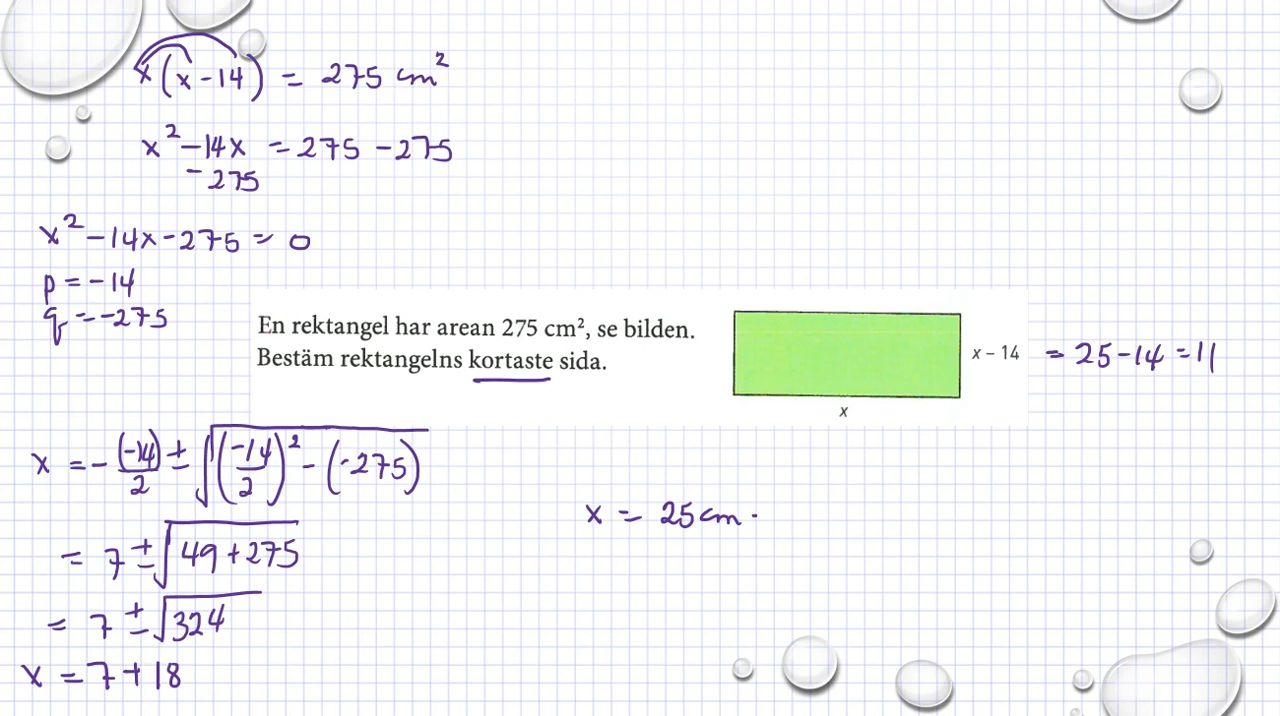 x(x-14) = 275 cm²
x² -14x = 275 -275
-275
x² -14x -275 = 0
p = -14
q = -275
En rektangel har arean 275 cm², se bilden.
Bestäm rektangelns kortaste sida.
x – 14 = 25-14 = 11
x
x = -(-14)/2 ± √((-14/2)² - (-275))
x = 25 cm.
= 7 ± √49+275
= 7 ± √324
x = 7 + 18